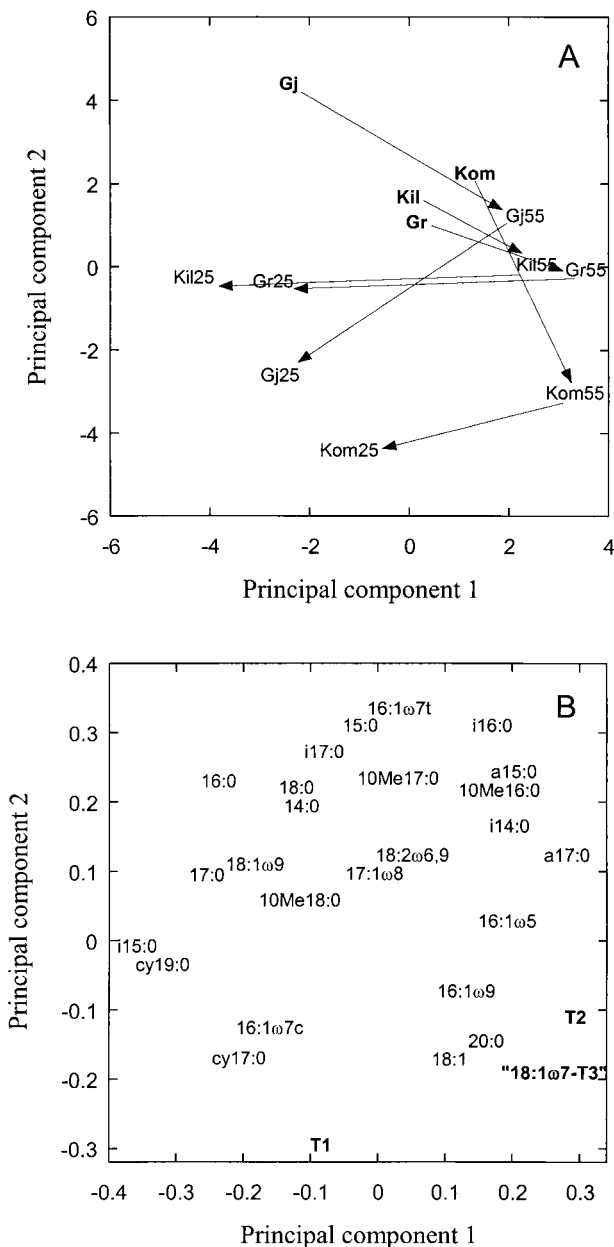 6
A
4
Gj
2
Kom
Kil
Gj55
Gr
0
Kil55
Gr55
Kil25
Gr25
-2
Gj25
Kom55
-4
Kom25
-6
-6 -4 -2 0 2 4
Principal component 1
Principal component 2
0.4
B
16:1ω7t
0.3
15:0
i16:0
i17:0
a15:0
16:0
18:0
10Me17:0
10Me16:0
0.2
14:0
i14:0
18:1ω9
18:2ω6,9
a17:0
0.1
17:0
17:1ω8
10Me18:0
16:1ω5
0
i15:0
cy19:0
16:1ω9
-0.1
T2
16:1ω7c
20:0
cy17:0
18:1
"18:1ω7-T3"
-0.2
T1
-0.3
-0.4 -0.3 -0.2 -0.1 0 0.1 0.2 0.3
Principal component 1
Principal component 2